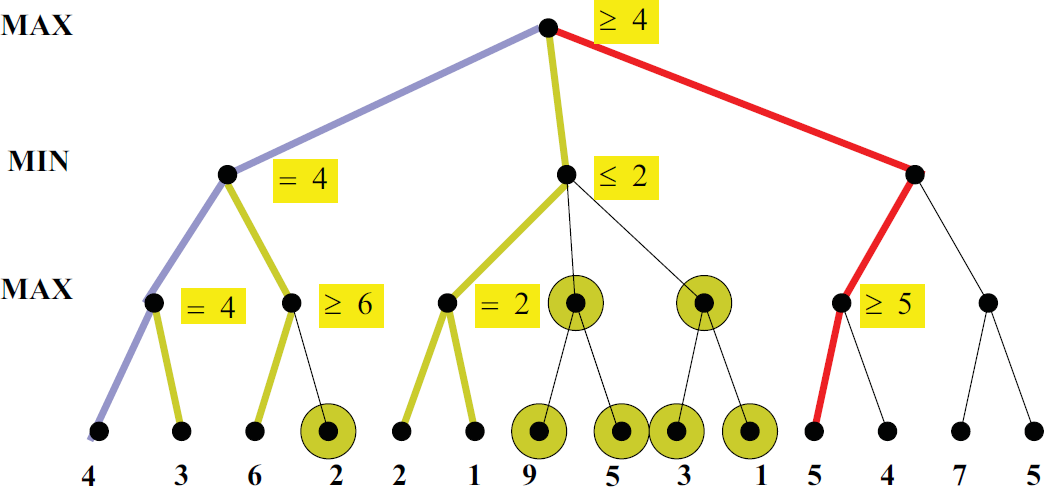 MAX
≥ 4
MIN
= 4
≤ 2
MAX
= 4
≥ 6
= 2
≥ 5
4 3 6 2 2 1 9 5 3 1 5 4 7 5